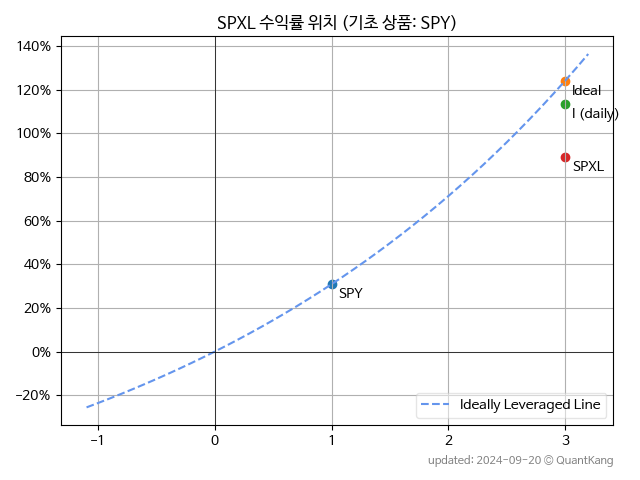 SPXL 수익률 위치 (기초 상품: SPY)
140%
120%
100%
80%
60%
40%
20%
0%
−20%
Ideal
I (daily)
SPXL
SPY
Ideally Leveraged Line
−1
0
1
2
3
updated: 2024-09-20 © QuantKang